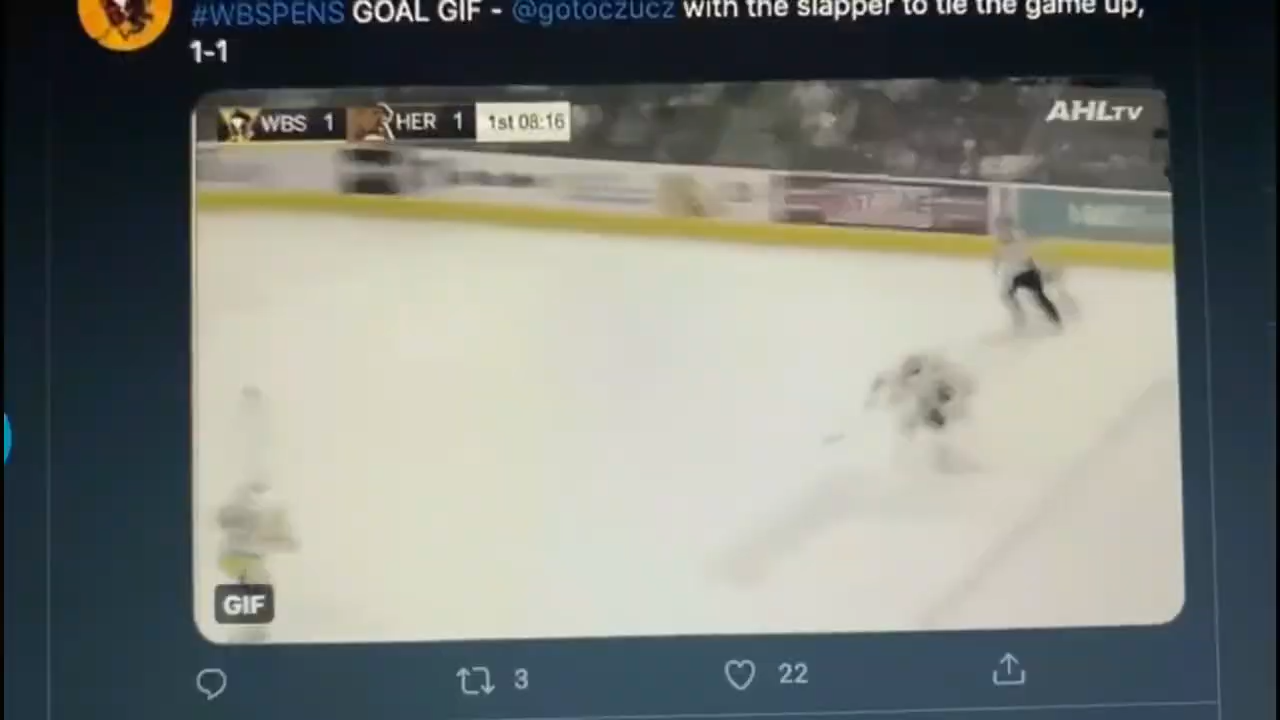 #WBSPENS GOAL GIF - @gotoczucz with the slapper to tie the game up,
1-1
WBS 1 HER 1 1st 08:16
AHLTV
GIF
3 22